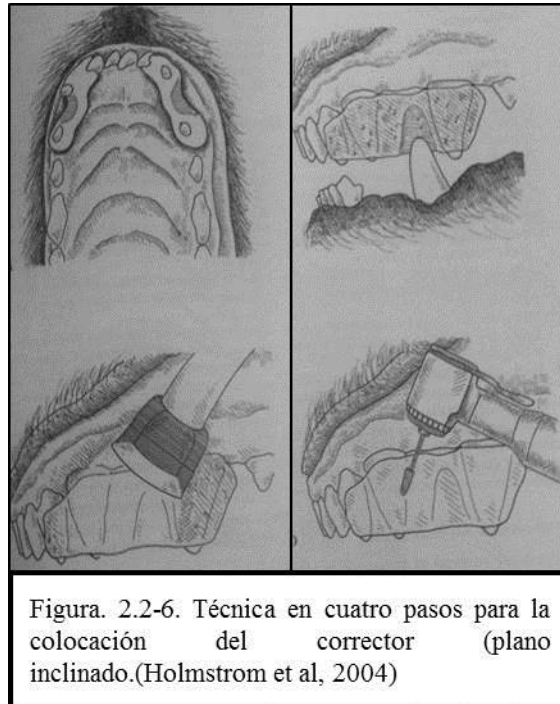 Figura. 2.2-6. Técnica en cuatro pasos para la
colocación del corrector (plano
inclinado.(Holmstrom et al, 2004)